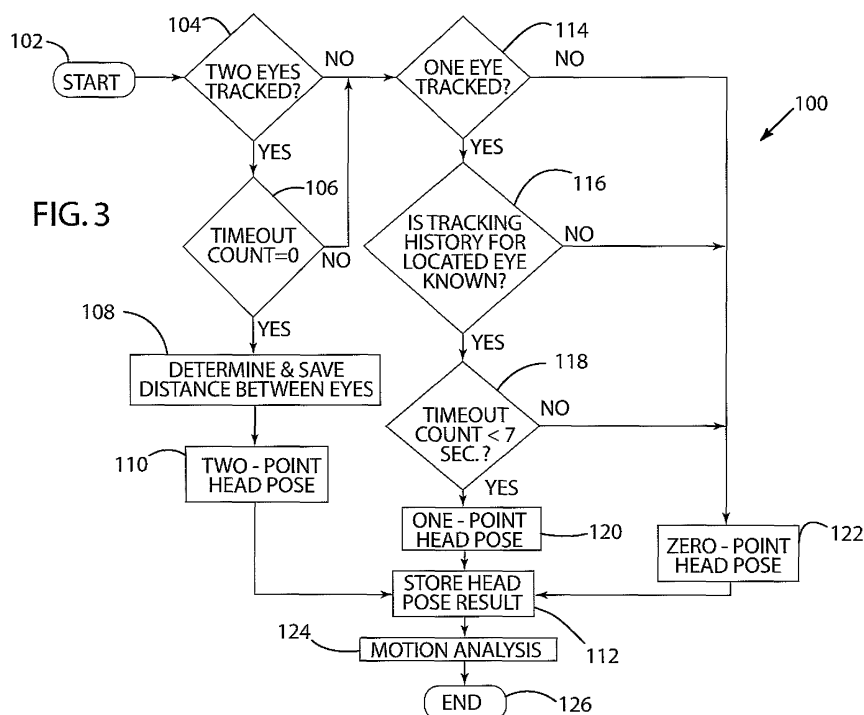 102
START
104
TWO EYES
TRACKED?
NO
YES
114
ONE EYE
TRACKED?
NO
YES
100
FIG. 3
106
TIMEOUT
COUNT=0
NO
YES
116
IS TRACKING
HISTORY FOR
LOCATED EYE
KNOWN?
NO
YES
108
DETERMINE & SAVE
DISTANCE BETWEEN EYES
118
TIMEOUT
COUNT < 7
SEC. ?
NO
YES
110
TWO - POINT
HEAD POSE
ONE - POINT
HEAD POSE
120
ZERO - POINT
HEAD POSE
122
STORE HEAD
POSE RESULT
112
124
MOTION ANALYSIS
END
126